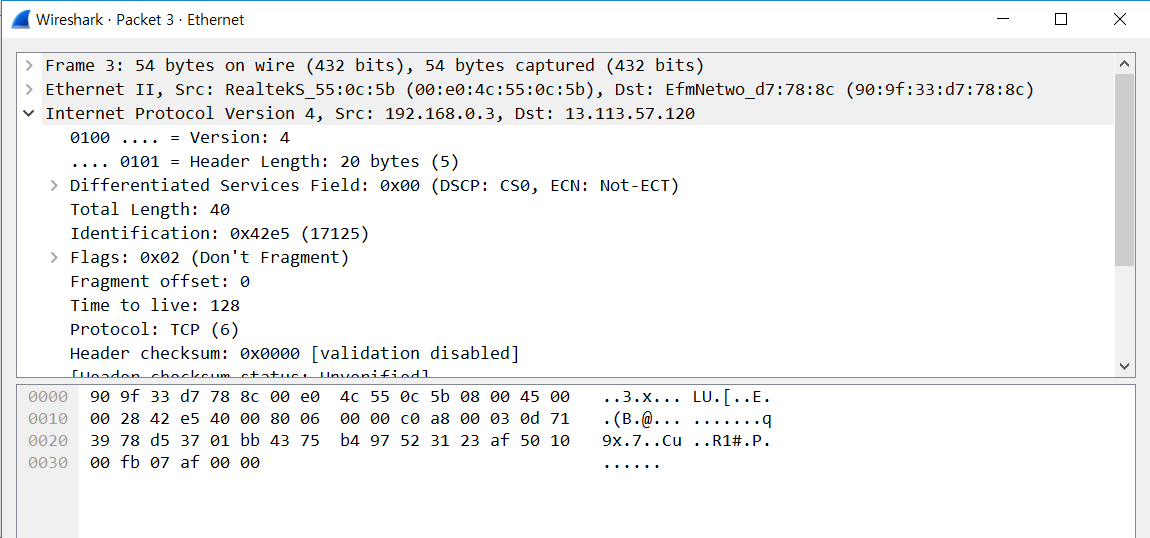 Wireshark · Packet 3 · Ethernet
Frame 3: 54 bytes on wire (432 bits), 54 bytes captured (432 bits)
Ethernet II, Src: RealtekS_55:0c:5b (00:e0:4c:55:0c:5b), Dst: EfmNetwo_d7:78:8c (90:9f:33:d7:78:8c)
Internet Protocol Version 4, Src: 192.168.0.3, Dst: 13.113.57.120
0100 .... = Version: 4
.... 0101 = Header Length: 20 bytes (5)
Differentiated Services Field: 0x00 (DSCP: CS0, ECN: Not-ECT)
Total Length: 40
Identification: 0x42e5 (17125)
Flags: 0x02 (Don't Fragment)
Fragment offset: 0
Time to live: 128
Protocol: TCP (6)
Header checksum: 0x0000 [validation disabled]
[Header checksum status: Unverified]
0000 90 9f 33 d7 78 8c 00 e0 4c 55 0c 5b 08 00 45 00 ..3.x... LU.[..E.
0010 00 28 42 e5 40 00 80 06 00 00 c0 a8 00 03 0d 71 .(B.@... .......q
0020 39 78 d5 37 01 bb 43 75 b4 97 52 31 23 af 50 10 9x.7..Cu ..R1#.P.
0030 00 fb 07 af 00 00 ......